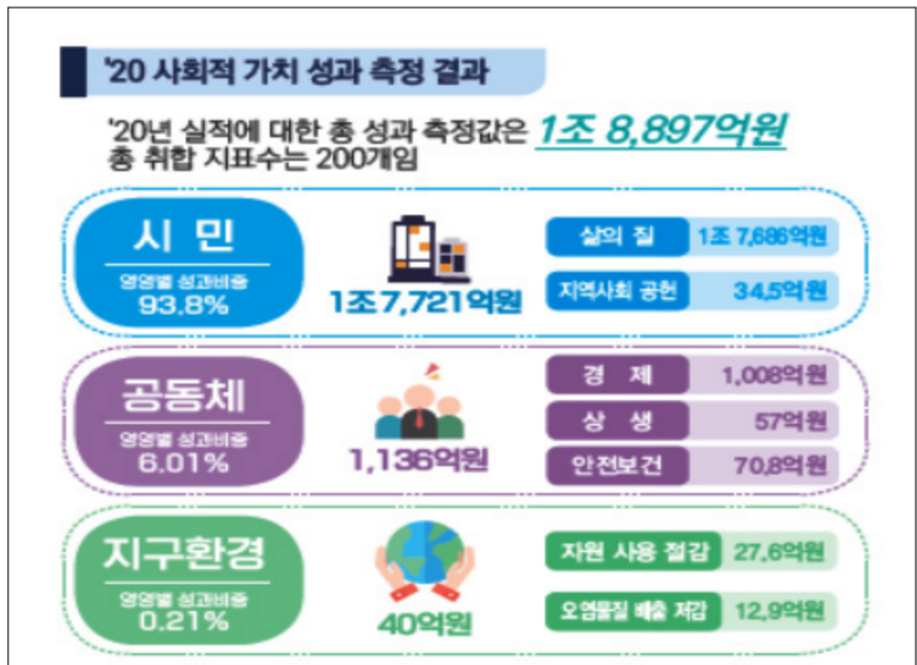 '20 사회적 가치 성과 측정 결과
'20년 실적에 대한 총 성과 측정값은 1조 8,897억원
총 취합 지표수는 200개임
시 민
영영별 성과비중
93.8%
1조7,721억원
삶의 질 1조 7,686억원
지역사회 공헌 34.5억원
공동체
영영별 성과비중
6.01%
1,136억원
경 제 1,008억원
상 생 57억원
안전보건 70.8억원
지구환경
영영별 성과비중
0.21%
40억원
자원 사용 절감 27.6억원
오염물질 배출 저감 12.9억원